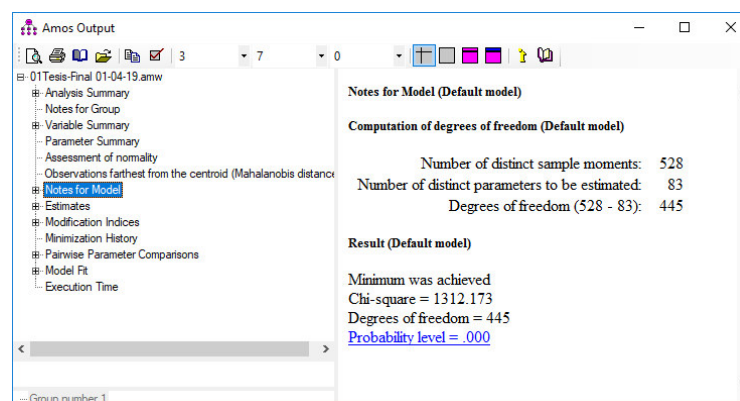 Amos Output
3
7
0
01Tesis-Final 01-04-19.amw
Analysis Summary
Notes for Group
Variable Summary
Parameter Summary
Assessment of normality
Observations farthest from the centroid (Mahalanobis distance
Notes for Model
Estimates
Modification Indices
Minimization History
Pairwise Parameter Comparisons
Model Fit
Execution Time
Group number 1
Notes for Model (Default model)
Computation of degrees of freedom (Default model)
Number of distinct sample moments: 528
Number of distinct parameters to be estimated: 83
Degrees of freedom (528 - 83): 445
Result (Default model)
Minimum was achieved
Chi-square = 1312.173
Degrees of freedom = 445
Probability level = .000